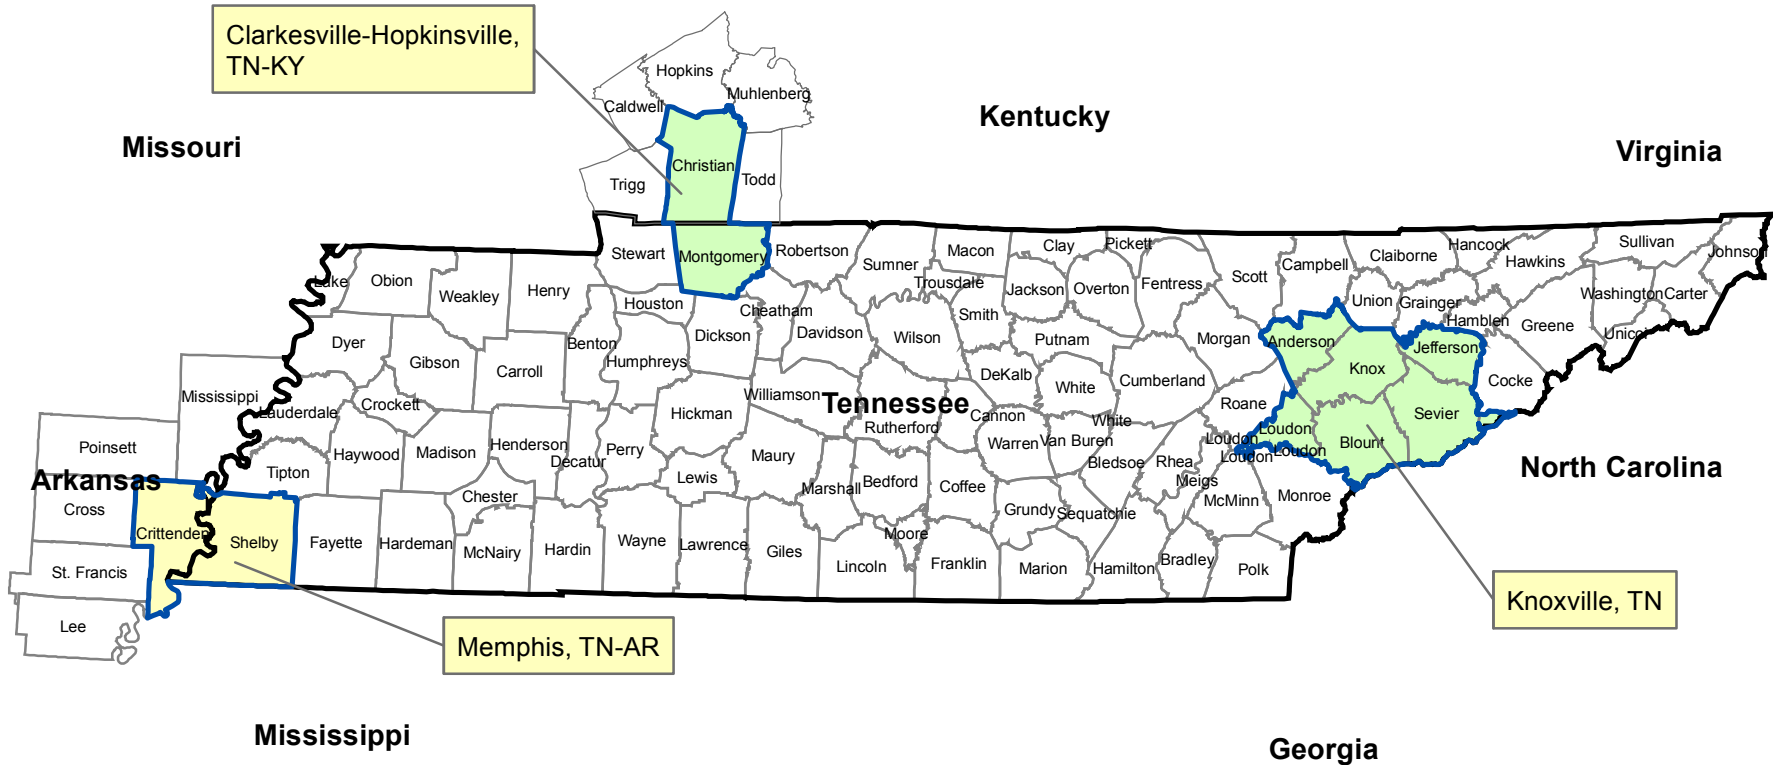 Clarkesville-Hopkinsville,
TN-KY
Hopkins
Muhlenberg
Caldwell
Kentucky
Missouri
Virginia
Christian
Trigg
Todd
Stewart
Montgomery
Robertson
Sumner
Macon
Clay
Pickett
Trousdale
Jackson
Overton
Fentress
Scott
Campbell
Claiborne
Hancock
Hawkins
Sullivan
Johnson
Lake
Obion
Weakley
Henry
Houston
Cheatham
Dickson
Davidson
Wilson
Smith
Putnam
Morgan
Anderson
Union
Grainger
Hamblen
Greene
Washington
Carter
Unicoi
Dyer
Gibson
Carroll
Benton
Humphreys
Williamson
Tennessee
Rutherford
Cannon
DeKalb
White
Cumberland
White
Roane
Knox
Jefferson
Cocke
Sevier
Mississippi
Lauderdale
Crockett
Hickman
Poinsett
Haywood
Madison
Henderson
Decatur
Perry
Lewis
Maury
Marshall
Bedford
Coffee
Warren
Van Buren
Bledsoe
Rhea
Meigs
Loudon
Loudon
Loudon
Loudon
Blount
North Carolina
Arkansas
Tipton
Cross
Crittenden
Shelby
Fayette
Hardeman
Chester
McNairy
Hardin
Wayne
Lawrence
Giles
Moore
Lincoln
Franklin
Grundy
Sequatchie
Marion
Hamilton
McMinn
Monroe
Bradley
Polk
St. Francis
Lee
Knoxville, TN
Memphis, TN-AR
Mississippi
Georgia